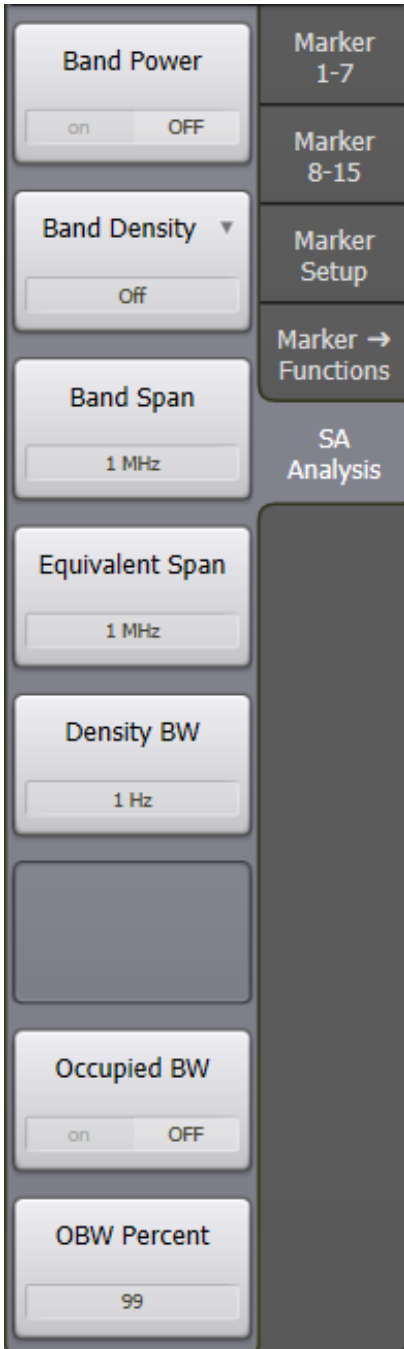 Band Power
on OFF
Band Density ▼
Off
Band Span
1 MHz
Equivalent Span
1 MHz
Density BW
1 Hz
Occupied BW
on OFF
OBW Percent
99
Marker
1-7
Marker
8-15
Marker
Setup
Marker ➔
Functions
SA
Analysis